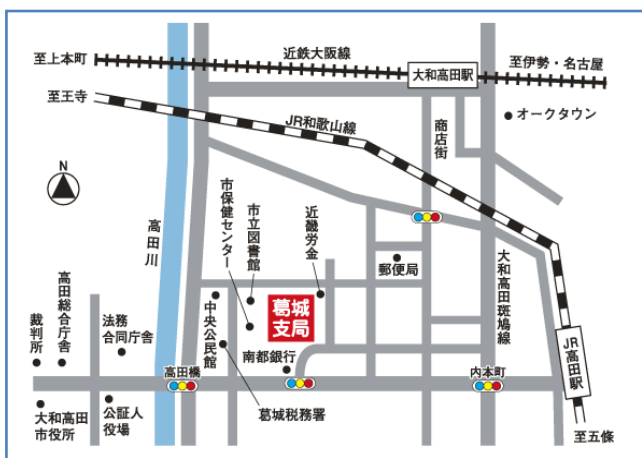 至上本町
近鉄大阪線
大和高田駅
至伊勢・名古屋
至王寺
JR和歌山線
商店街
オークタウン
N
高田川
市保健センター
市立図書館
近畿労金
郵便局
大和高田斑鳩線
葛城
支局
中央公民館
南都銀行
裁判所
高田総合庁舎
法務
合同庁舎
高田橋
内本町
JR高田駅
大和高田
市役所
公証人
役場
葛城税務署
至五條